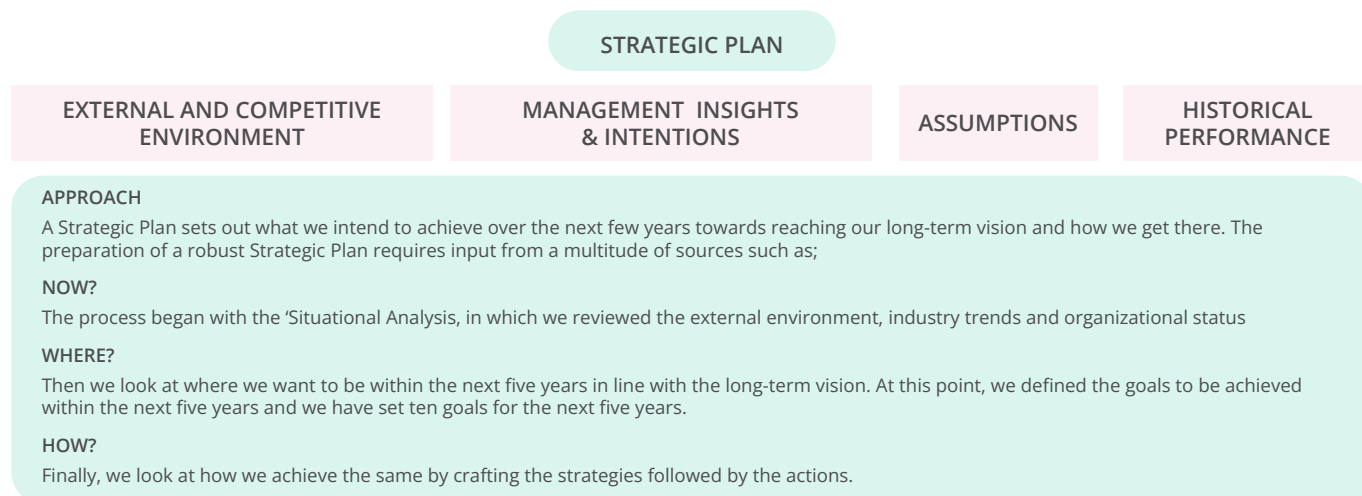 STRATEGIC PLAN
EXTERNAL AND COMPETITIVE
ENVIRONMENT
MANAGEMENT INSIGHTS
& INTENTIONS
ASSUMPTIONS
HISTORICAL
PERFORMANCE
APPROACH
A Strategic Plan sets out what we intend to achieve over the next few years towards reaching our long-term vision and how we get there. The
preparation of a robust Strategic Plan requires input from a multitude of sources such as;
NOW?
The process began with the ‘Situational Analysis, in which we reviewed the external environment, industry trends and organizational status
WHERE?
Then we look at where we want to be within the next five years in line with the long-term vision. At this point, we defined the goals to be achieved
within the next five years and we have set ten goals for the next five years.
HOW?
Finally, we look at how we achieve the same by crafting the strategies followed by the actions.